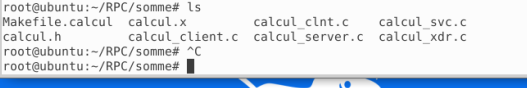 root@ubuntu:~/RPC/somme# ls
Makefile.calcul  calcul.x         calcul_clnt.c    calcul_svc.c
calcul.h         calcul_client.c  calcul_server.c  calcul_xdr.c
root@ubuntu:~/RPC/somme# ^C
root@ubuntu:~/RPC/somme#